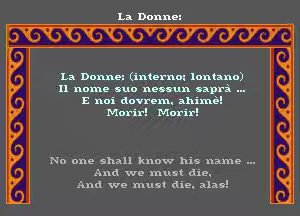 La Donne:
La Donne: (interno: lontano)
Il nome suo nessun saprà ...
E noi dovrem, ahimè!
Morir!  Morir!
No one shall know his name ...
And we must die,
And we must die, alas!